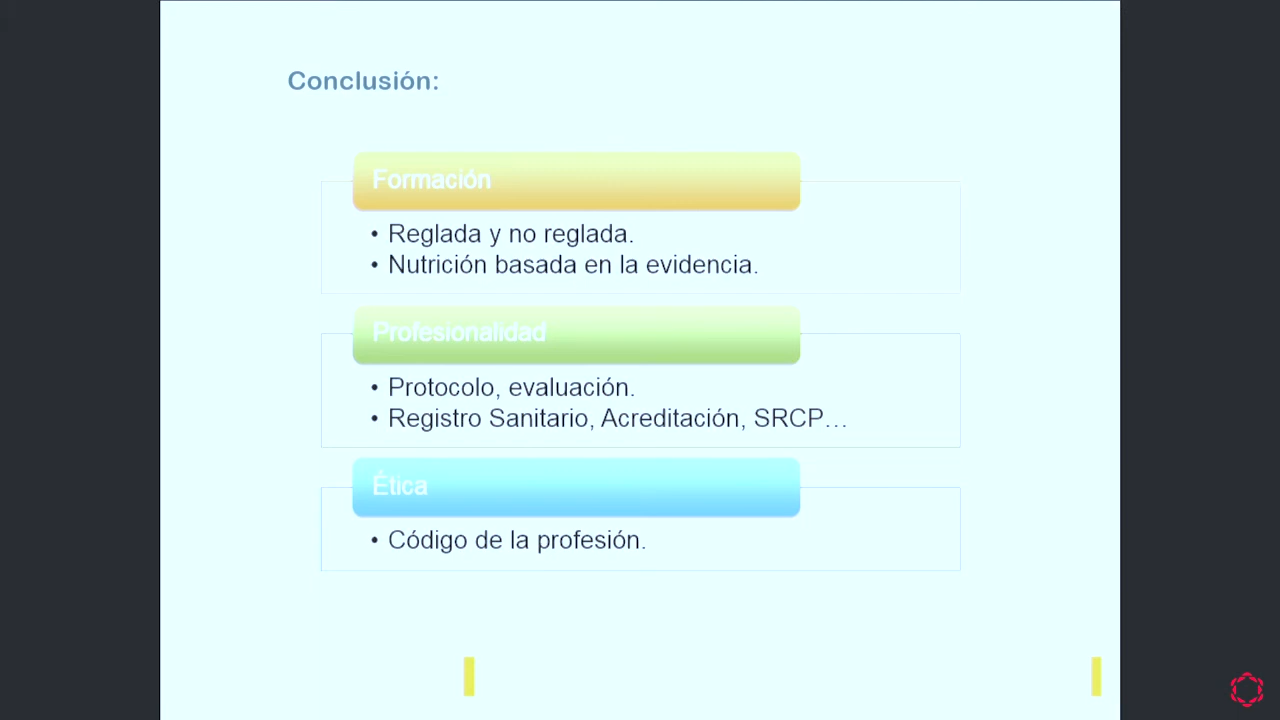 Conclusión:
Formación
• Reglada y no reglada.
• Nutrición basada en la evidencia.
Profesionalidad
• Protocolo, evaluación.
• Registro Sanitario, Acreditación, SRCP…
Ética
• Código de la profesión.